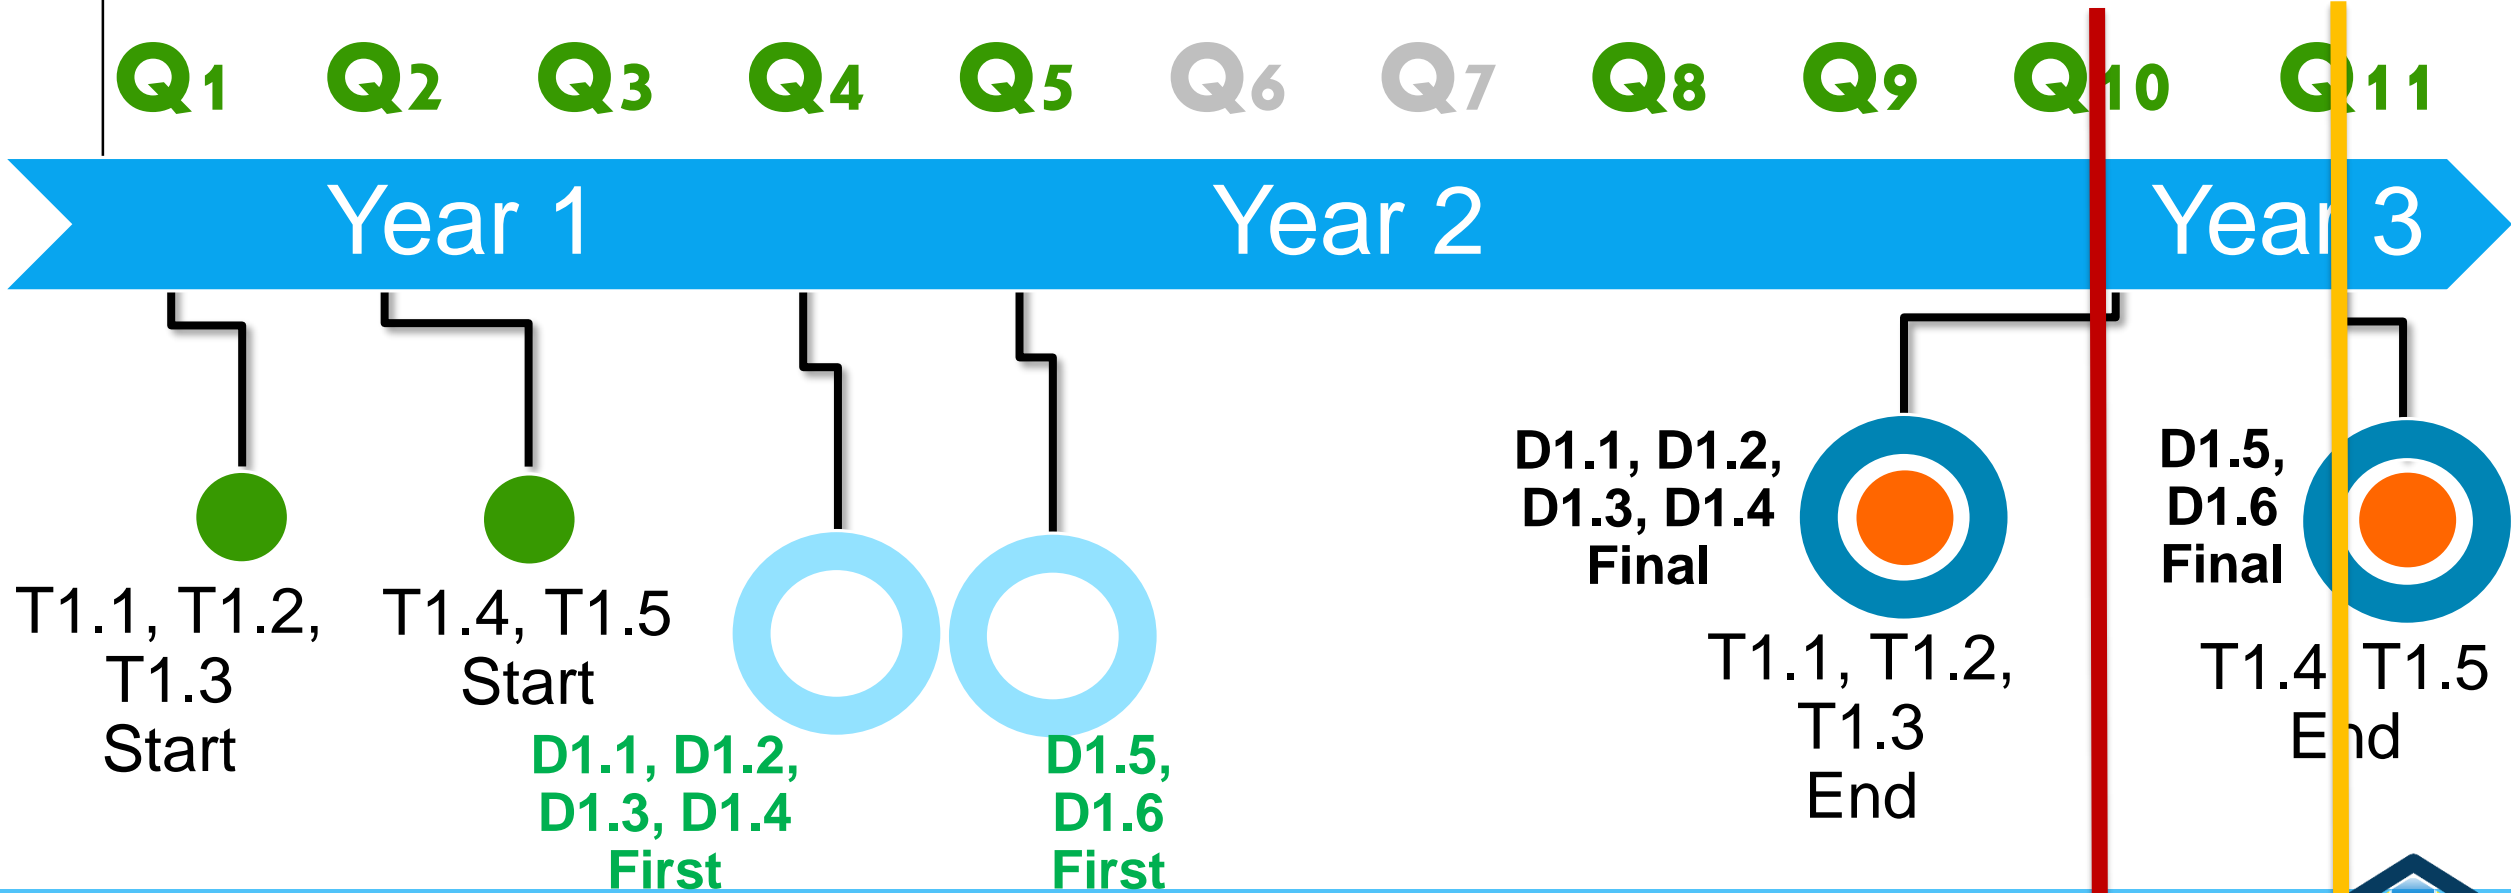 Q1 Q2 Q3 Q4 Q5 Q6 Q7 Q8 Q9 Q10 Q11
Year 1 Year 2 Year 3
T1.1, T1.2,
T1.3
Start
T1.4, T1.5
Start
D1.1, D1.2,
D1.3, D1.4
First
D1.5,
D1.6
First
D1.1, D1.2,
D1.3, D1.4
Final
T1.1, T1.2,
T1.3
End
D1.5,
D1.6
Final
T1.4 T1.5
End